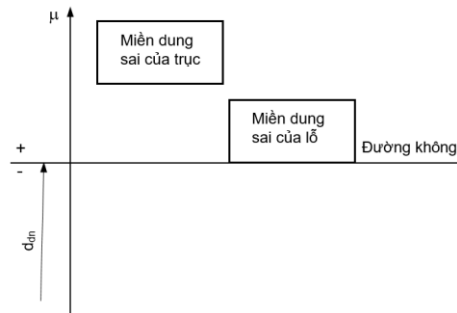 μ
Miền dung
sai của trục
Miền dung
sai của lỗ
+
Đường không
-
d_dn